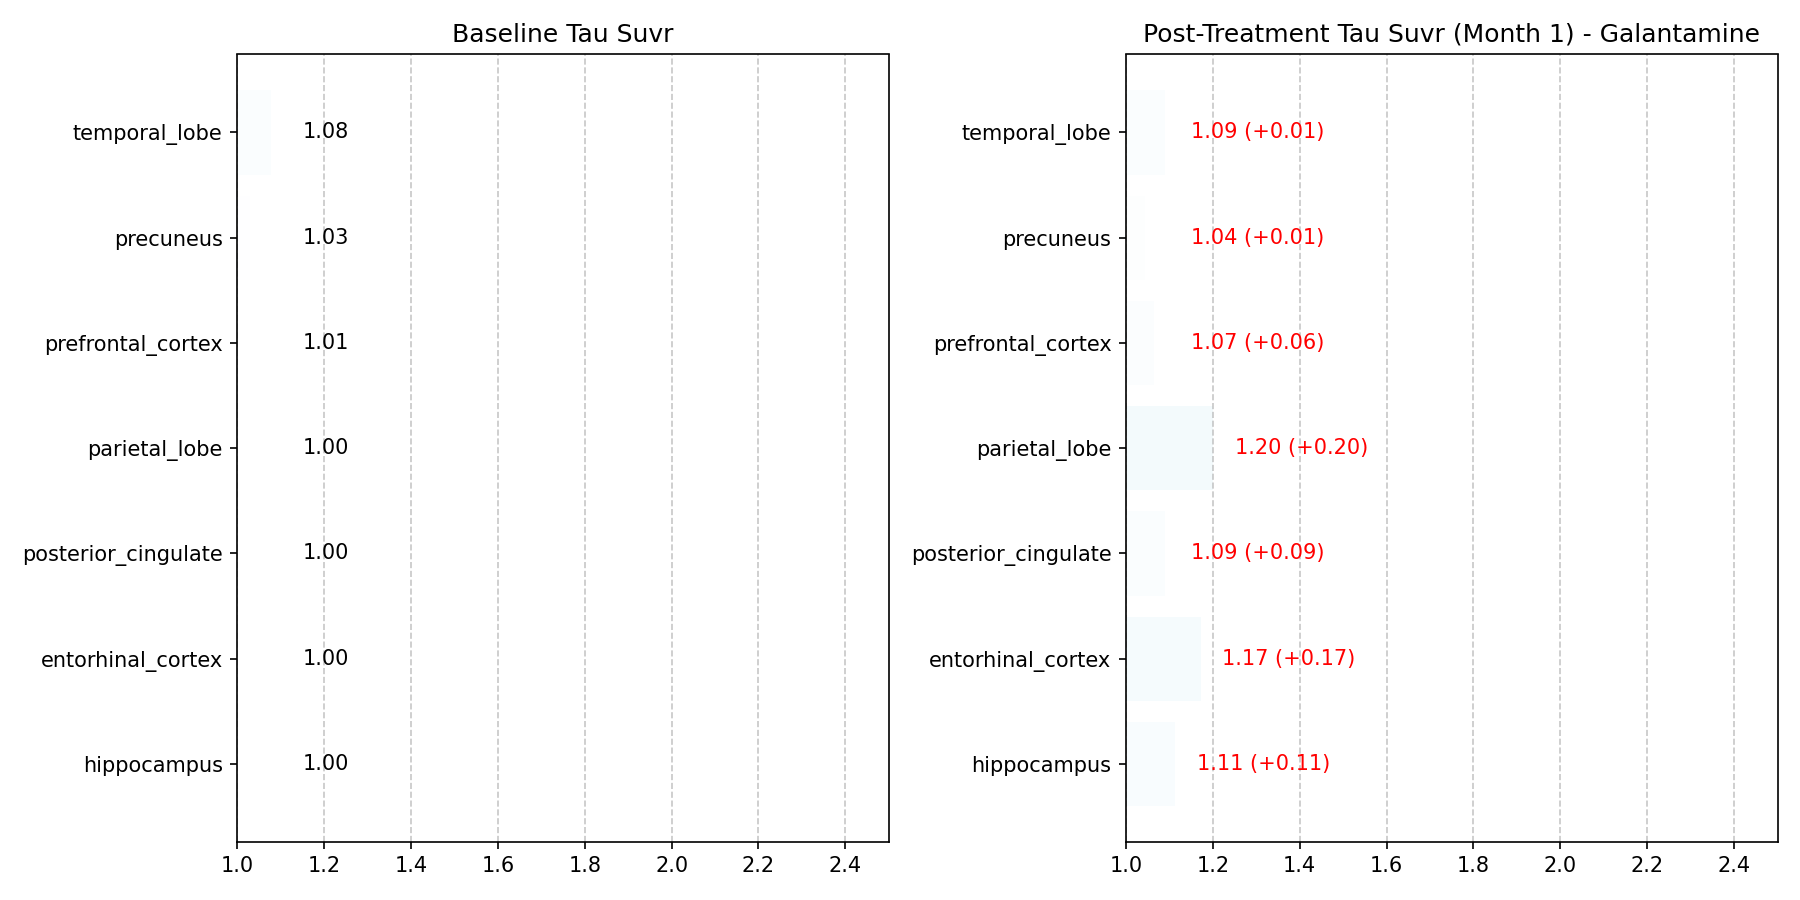 Baseline Tau Suvr
temporal_lobe
1.08
precuneus
1.03
prefrontal_cortex
1.01
parietal_lobe
1.00
posterior_cingulate
1.00
entorhinal_cortex
1.00
hippocampus
1.00
1.0 1.2 1.4 1.6 1.8 2.0 2.2 2.4
Post-Treatment Tau Suvr (Month 1) - Galantamine
temporal_lobe
1.09 (+0.01)
precuneus
1.04 (+0.01)
prefrontal_cortex
1.07 (+0.06)
parietal_lobe
1.20 (+0.20)
posterior_cingulate
1.09 (+0.09)
entorhinal_cortex
1.17 (+0.17)
hippocampus
1.11 (+0.11)
1.0 1.2 1.4 1.6 1.8 2.0 2.2 2.4